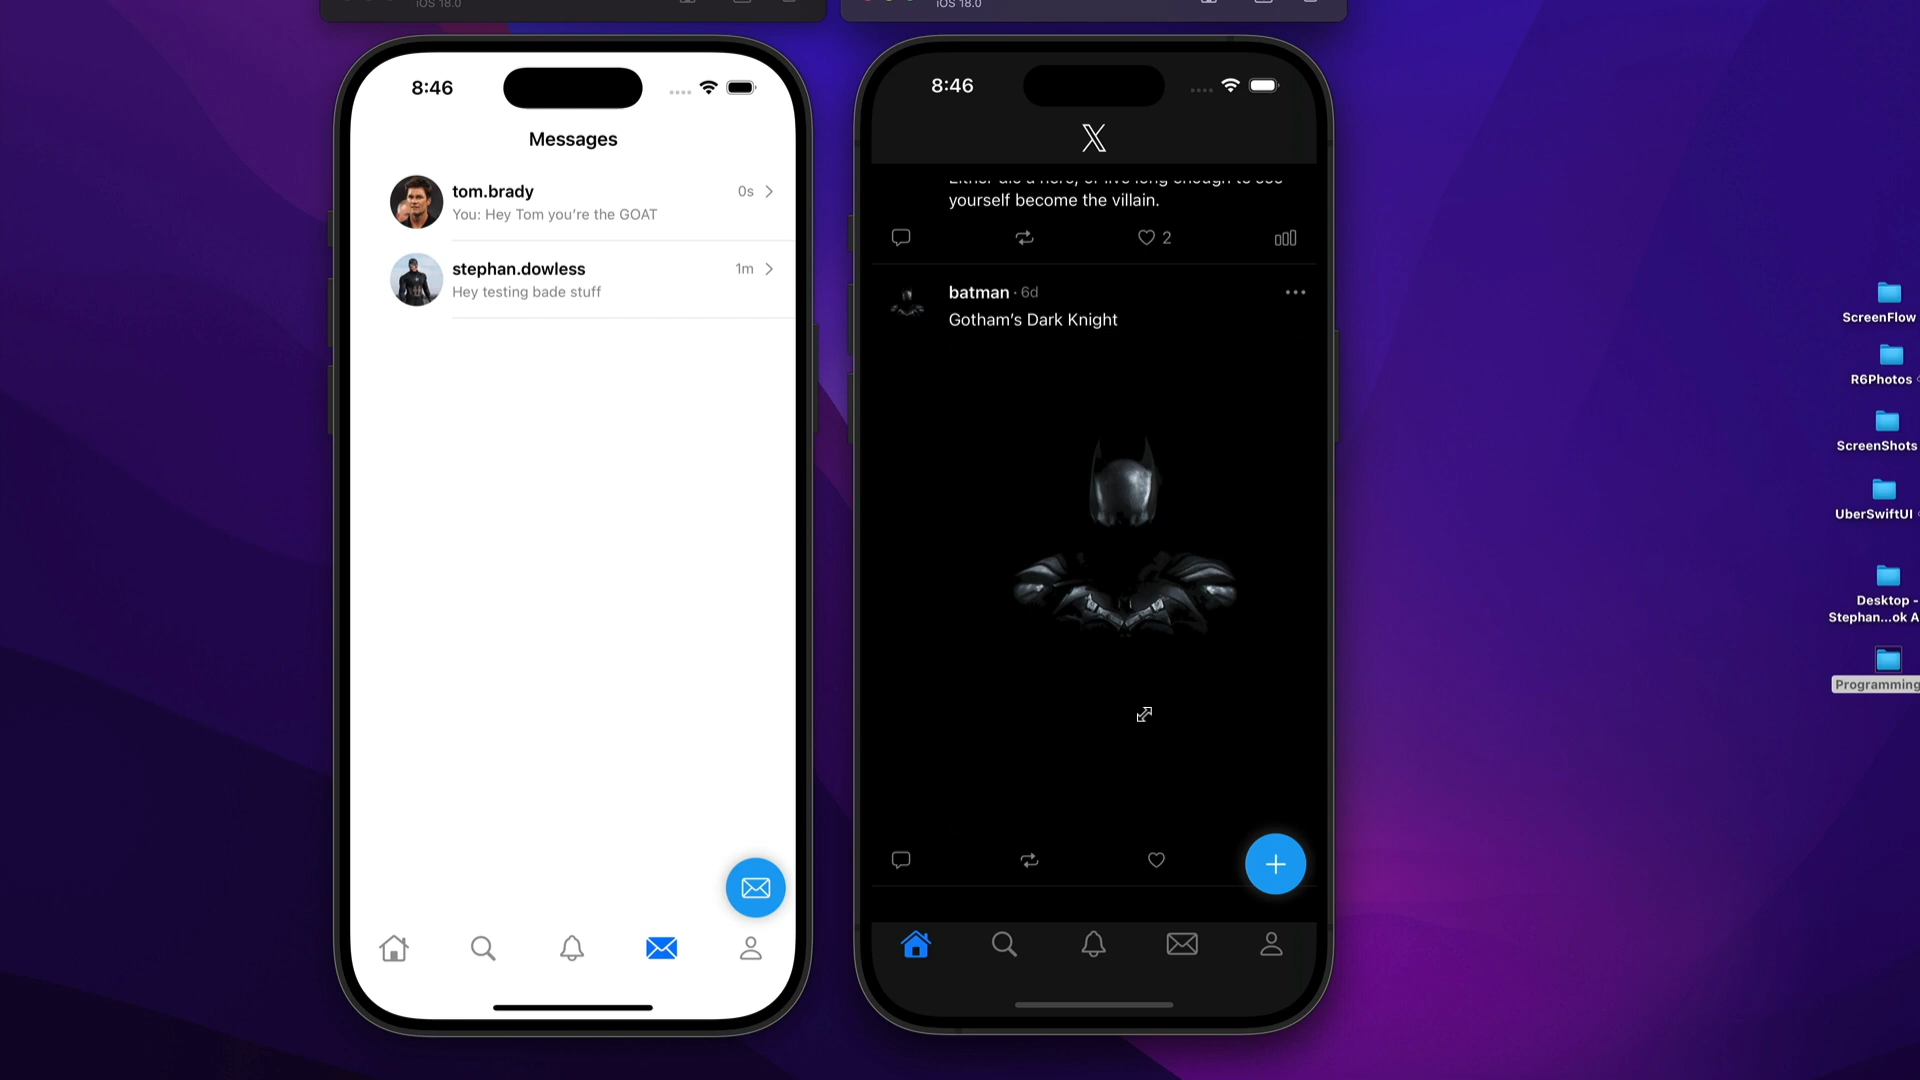 iOS 18.0
iOS 18.0
8:46
Messages
tom.brady
0s
You: Hey Tom you're the GOAT
stephan.dowless
1m
Hey testing bade stuff
8:46
X
yourself become the villain.
2
batman · 6d
Gotham's Dark Knight
ScreenFlow
R6Photos
ScreenShots
UberSwiftUI
Desktop -
Stephan...ok A
Programming